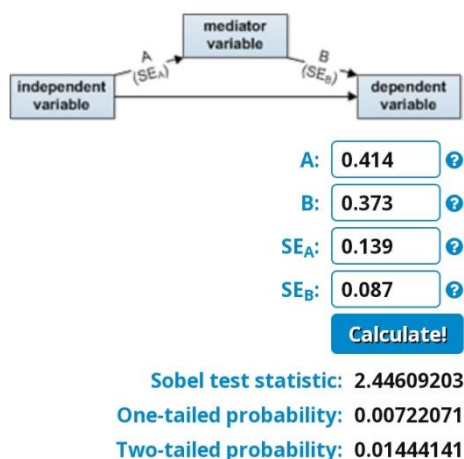 mediator
variable
A
(SEA)
B
(SEB)
independent
variable
dependent
variable
A: 0.414 ?
B: 0.373 ?
SEA: 0.139 ?
SEB: 0.087 ?
Calculate!
Sobel test statistic: 2.44609203
One-tailed probability: 0.00722071
Two-tailed probability: 0.01444141